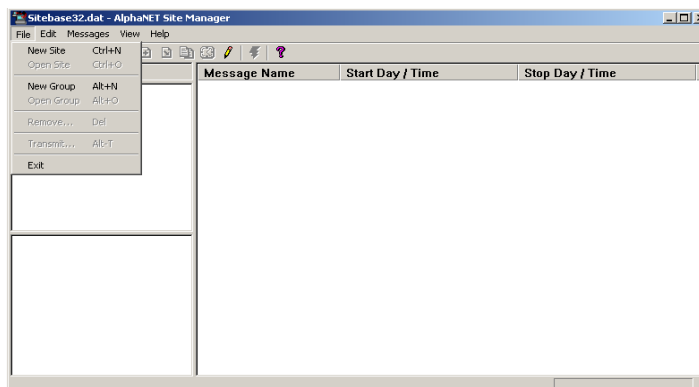 Sitebase32.dat - AlphaNET Site Manager
File Edit Messages View Help
New Site Ctrl+N
Open Site Ctrl+O
New Group Alt+N
Open Group Alt+O
Remove... Del
Transmit... Alt-T
Exit
Message Name Start Day / Time Stop Day / Time